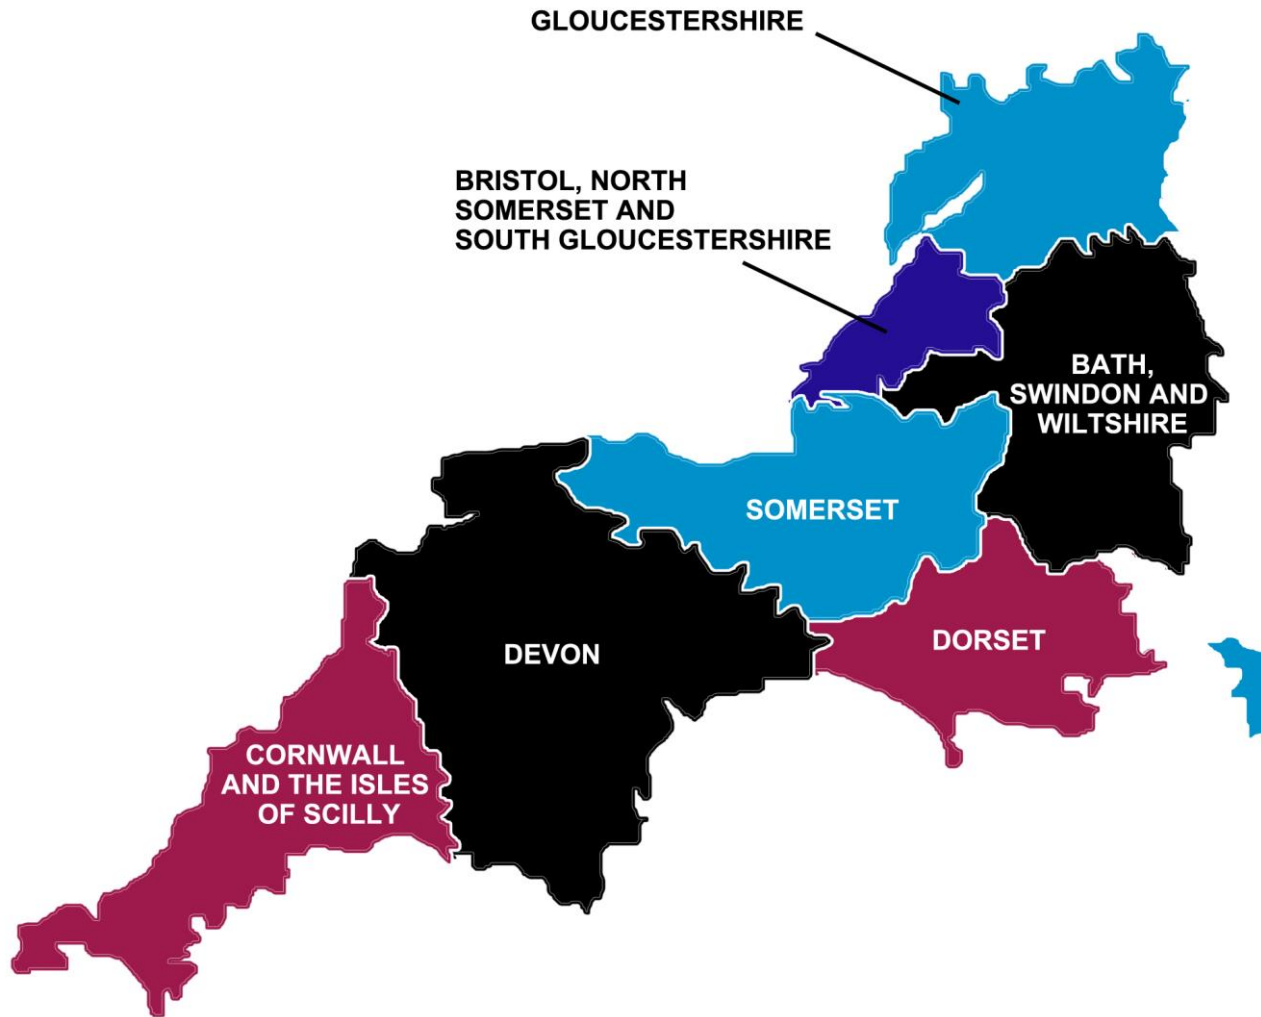 GLOUCESTERSHIRE
BRISTOL, NORTH
SOMERSET AND
SOUTH GLOUCESTERSHIRE
BATH,
SWINDON AND
WILTSHIRE
SOMERSET
DORSET
DEVON
CORNWALL
AND THE ISLES
OF SCILLY